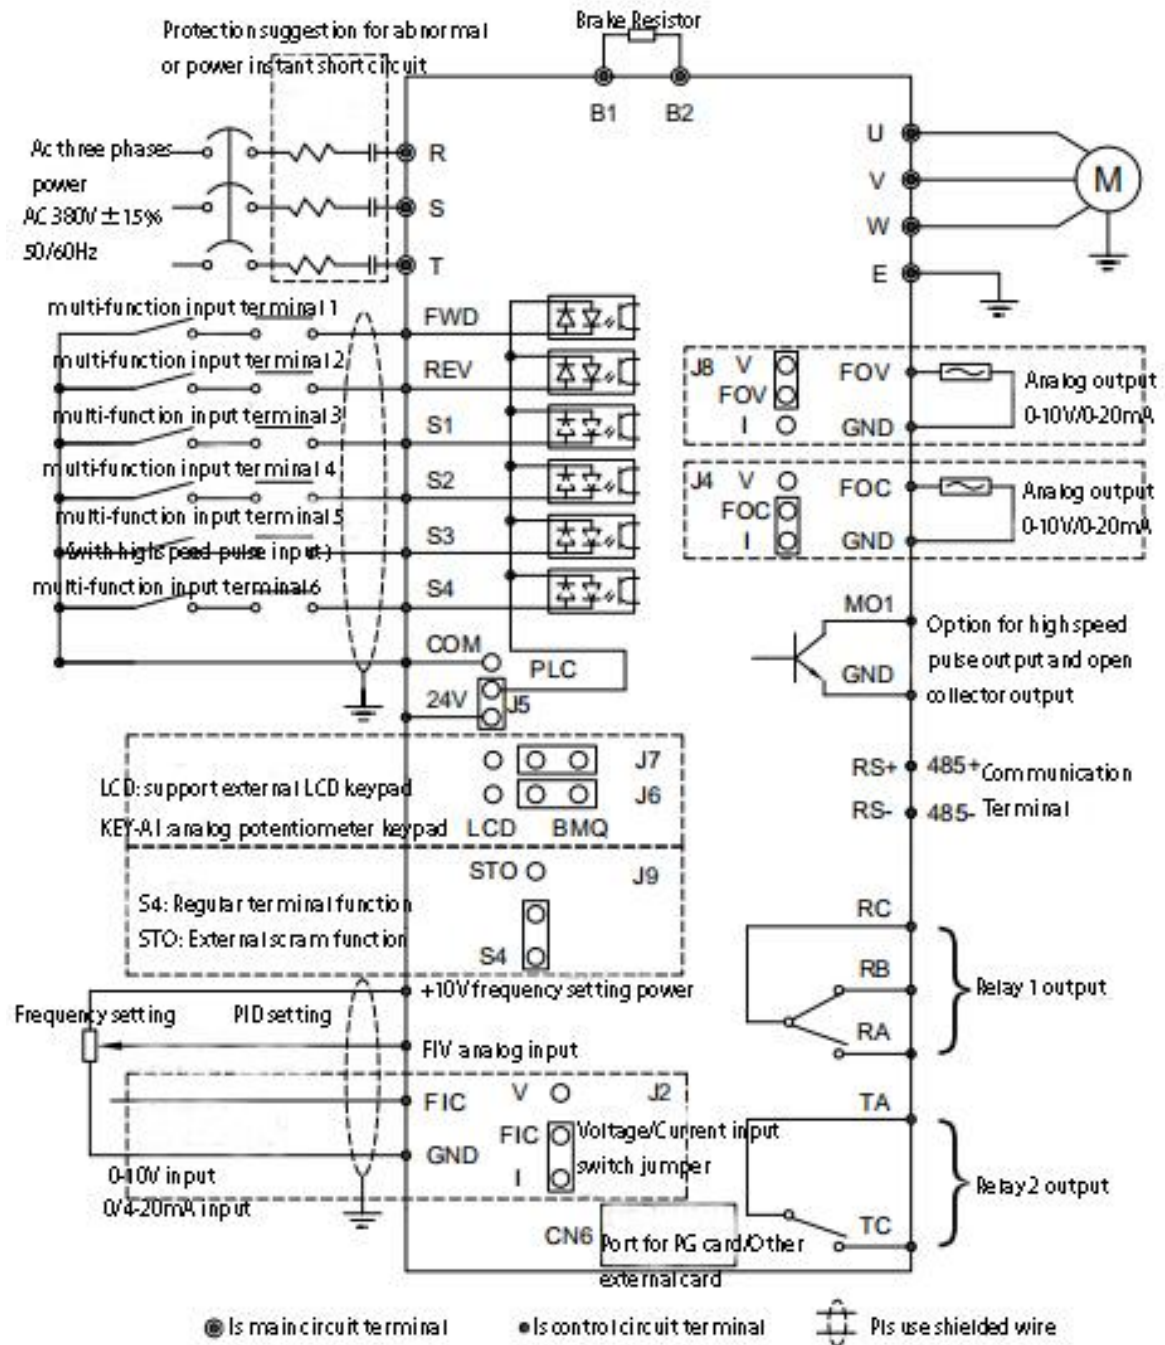 Brake Resistor
Protection suggestion for abnormal
or power instant short circuit
B1 B2
Ac three phases
power
AC 380V ± 15%
50/60Hz
R
S
T
U
V
W
E
M
multi-function input terminal 1
FWD
multi-function input terminal 2
REV
multi-function input terminal 3
S1
multi-function input terminal 4
S2
multi-function input terminal 5
(with high speed pulse input)
S3
multi-function input terminal 6
S4
COM
PLC
24V
J5
J8 V
FOV
I
FOV
GND
Analog output
0-10V/0-20mA
J4 V
FOC
I
FOC
GND
Analog output
0-10V/0-20mA
MO1
GND
Option for high speed
pulse output and open
collector output
J7
LCD: support external LCD keypad
J6
KEY-AI analog potentiometer keypad
LCD BMQ
RS+ 485+
RS- 485-
Communication
Terminal
STO J9
S4: Regular terminal function
STO: External scram function
S4
RC
RB
RA
Relay 1 output
+10V frequency setting power
Frequency setting PID setting
FIV analog input
FIC
V J2
FIC Voltage/Current input
switch jumper
I
GND
0-10V input
0/4-20mA input
TA
TC
Relay 2 output
CN6 Port for PG card/Other
external card
Is main circuit terminal
Is control circuit terminal
Pls use shielded wire